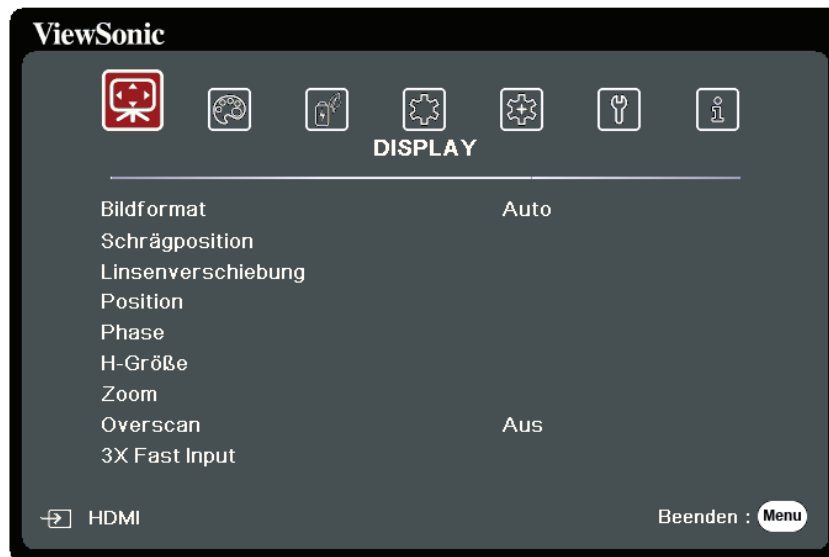 ViewSonic
DISPLAY
Bildformat Auto
Schrägposition
Linsenverschiebung
Position
Phase
H-Größe
Zoom
Overscan Aus
3X Fast Input
HDMI Beenden : Menu